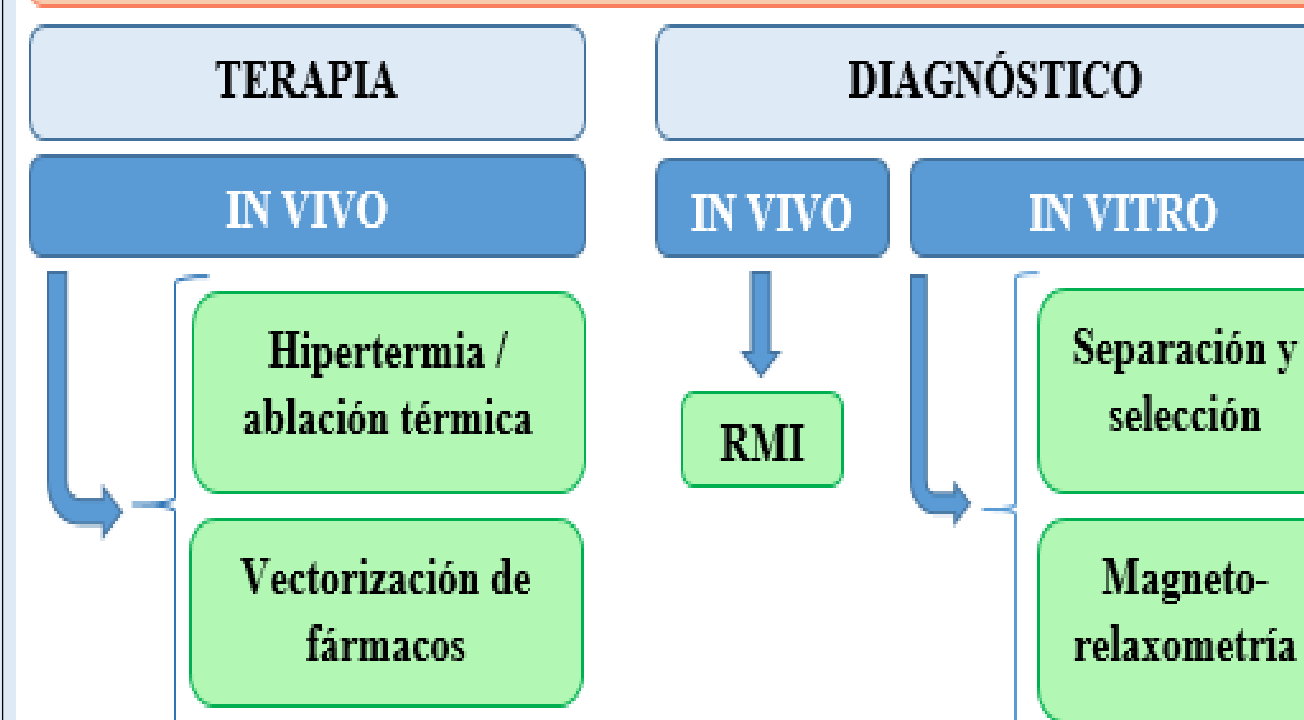 TERAPIA
IN VIVO
Hipertermia /
ablación térmica
Vectorización de
fármacos
DIAGNÓSTICO
IN VIVO
RMI
IN VITRO
Separación y
selección
Magneto-
relaxometría